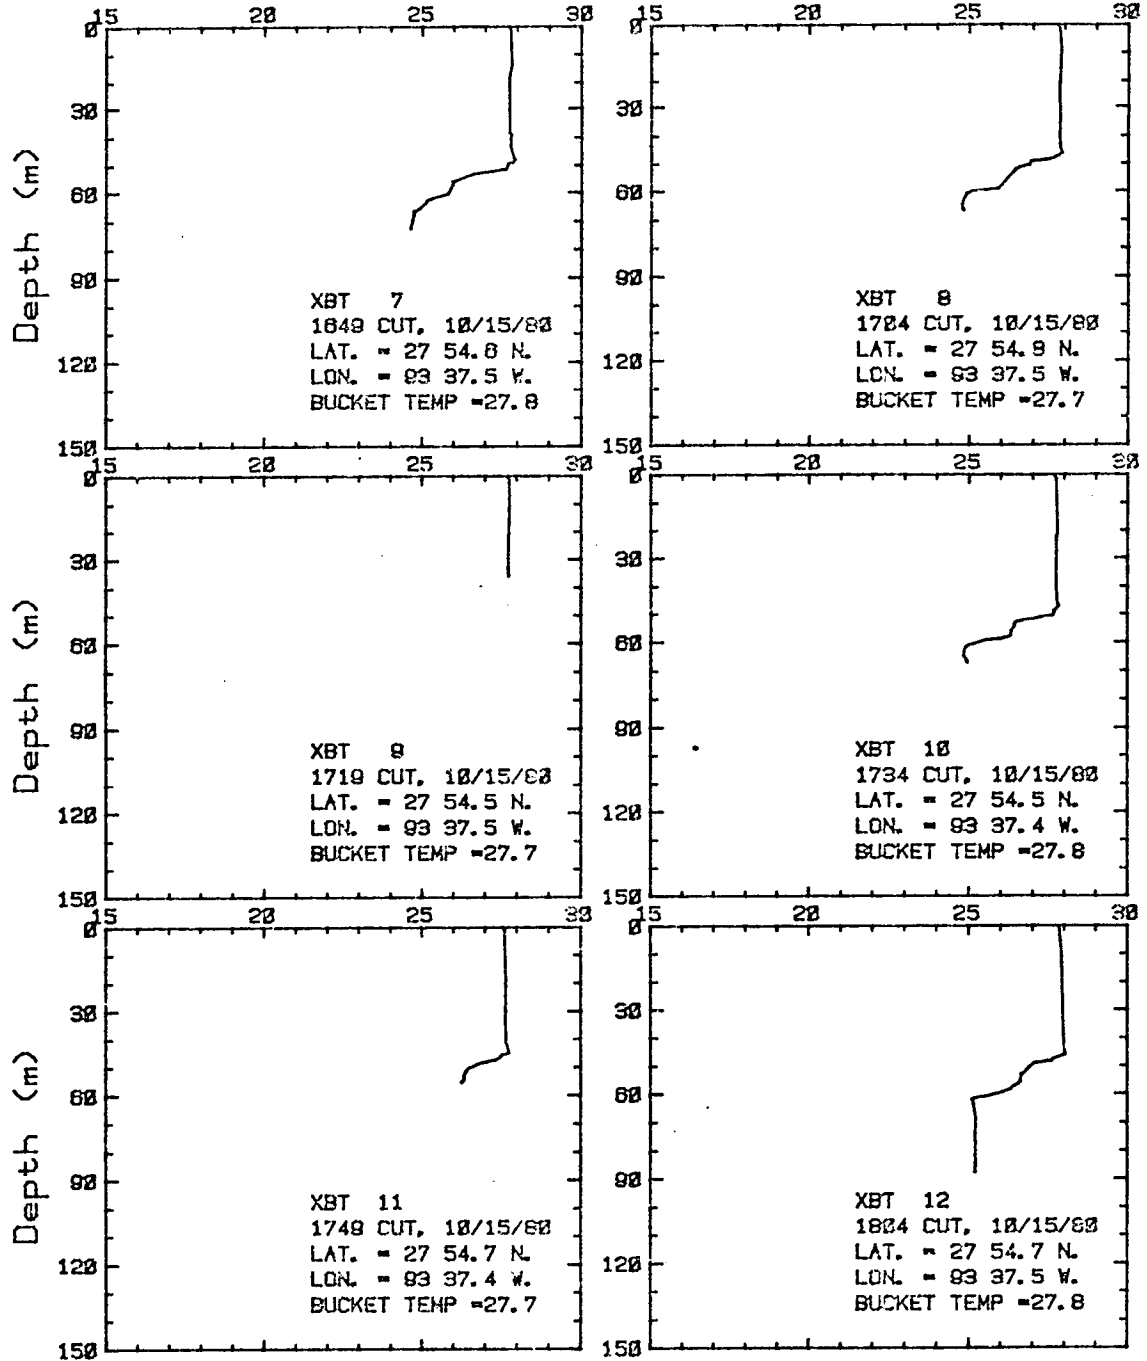 15 20 25 30
0
30
60
90
120
150
Depth (m)
XBT 7
1649 CUT, 10/15/80
LAT. = 27 54.8 N.
LON. = 93 37.5 W.
BUCKET TEMP =27.8
15 20 25 30
0
30
60
90
120
150
XBT 8
1704 CUT, 10/15/80
LAT. = 27 54.9 N.
LON. = 93 37.5 W.
BUCKET TEMP =27.7
15 20 25 30
0
30
60
90
120
150
Depth (m)
XBT 9
1719 CUT, 10/15/80
LAT. = 27 54.5 N.
LON. = 93 37.5 W.
BUCKET TEMP =27.7
15 20 25 30
0
30
60
90
120
150
XBT 10
1734 CUT, 10/15/80
LAT. = 27 54.5 N.
LON. = 93 37.4 W.
BUCKET TEMP =27.8
15 20 25 30
0
30
60
90
120
150
Depth (m)
XBT 11
1749 CUT, 10/15/80
LAT. = 27 54.7 N.
LON. = 93 37.4 W.
BUCKET TEMP =27.7
15 20 25 30
0
30
60
90
120
150
XBT 12
1804 CUT, 10/15/80
LAT. = 27 54.7 N.
LON. = 93 37.5 W.
BUCKET TEMP =27.8